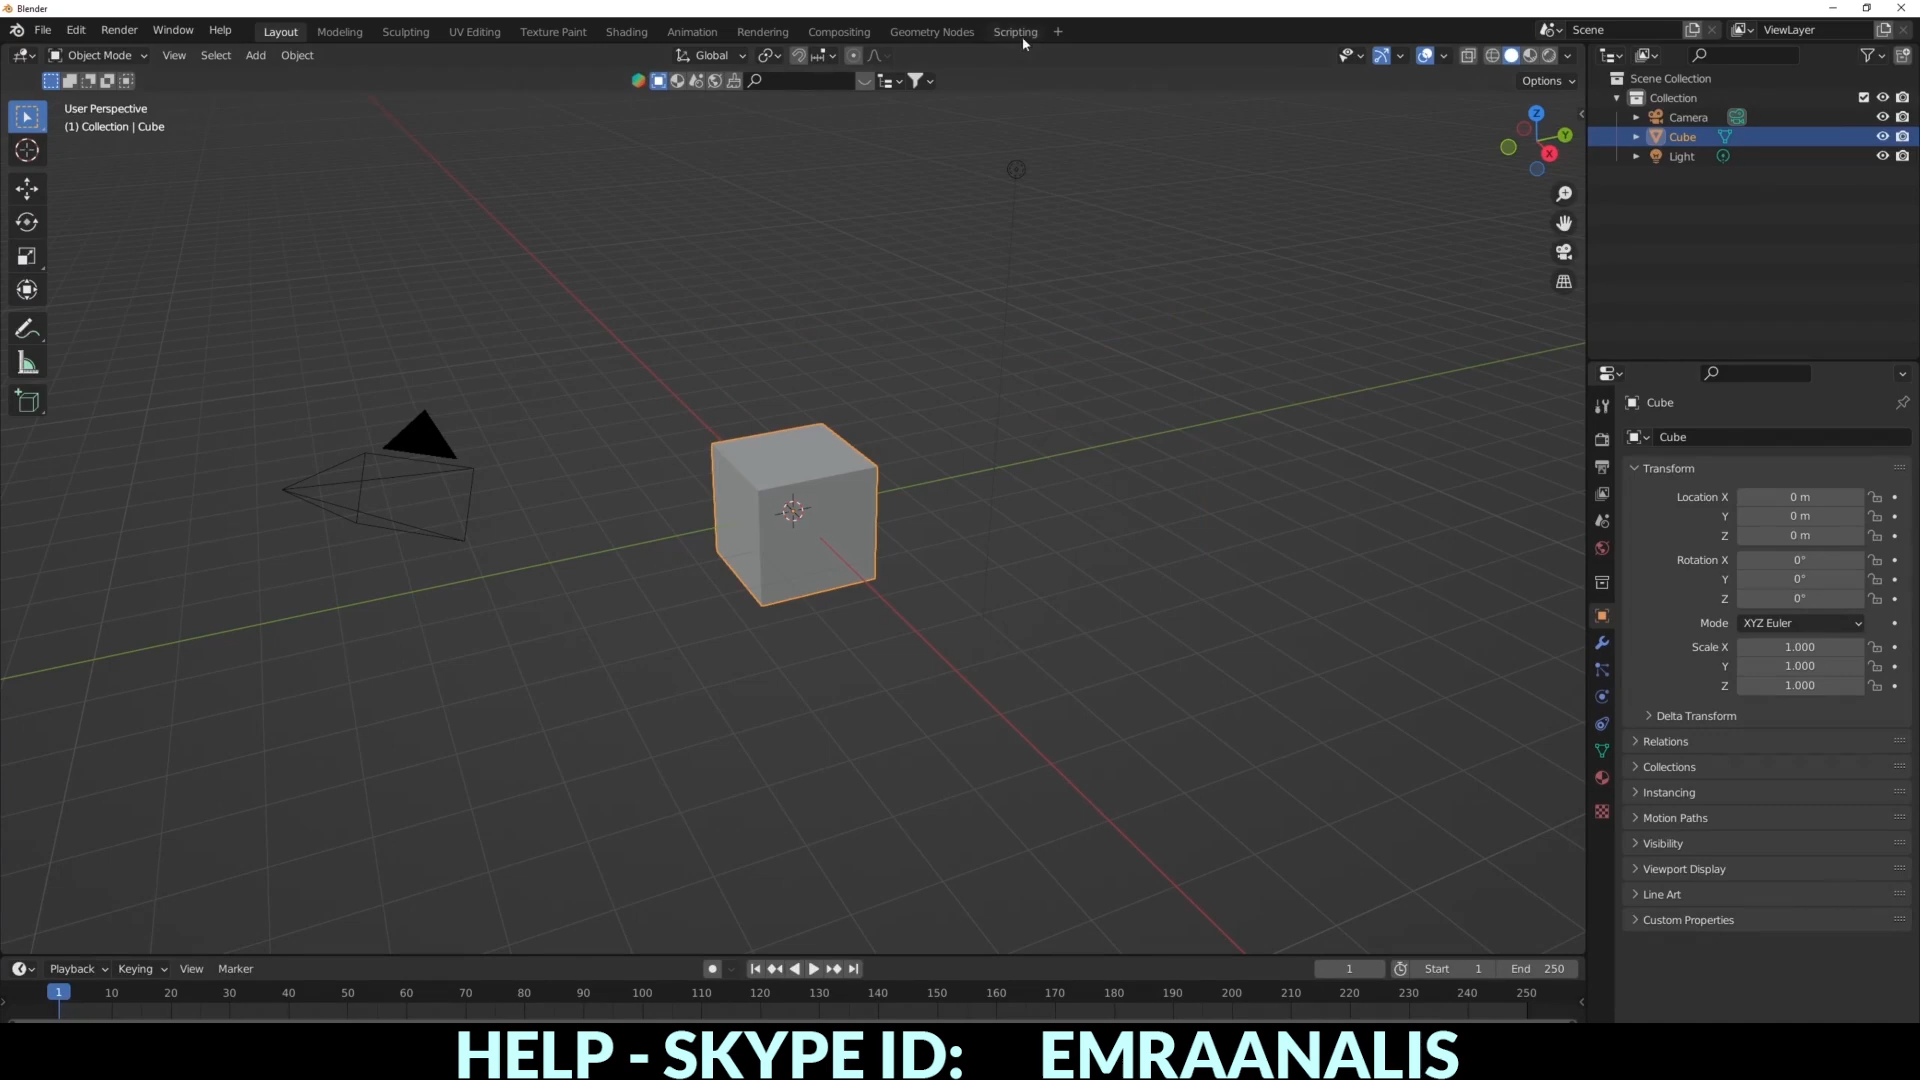 Blender
File Edit Render Window Help Layout Modeling Sculpting UV Editing Texture Paint Shading Animation Rendering Compositing Geometry Nodes Scripting + Scene ViewLayer
Object Mode View Select Add Object Global
Options
User Perspective
(1) Collection | Cube
Z
Y
X
Scene Collection
Collection
Camera
Cube
Light
Cube
Cube
Transform
Location X 0 m
Y 0 m
Z 0 m
Rotation X 0°
Y 0°
Z 0°
Mode XYZ Euler
Scale X 1.000
Y 1.000
Z 1.000
Delta Transform
Relations
Collections
Instancing
Motion Paths
Visibility
Viewport Display
Line Art
Custom Properties
Playback Keying View Marker 1 Start 1 End 250
1 10 20 30 40 50 60 70 80 90 100 110 120 130 140 150 160 170 180 190 200 210 220 230 240 250
HELP - SKYPE ID: EMRAANALIS